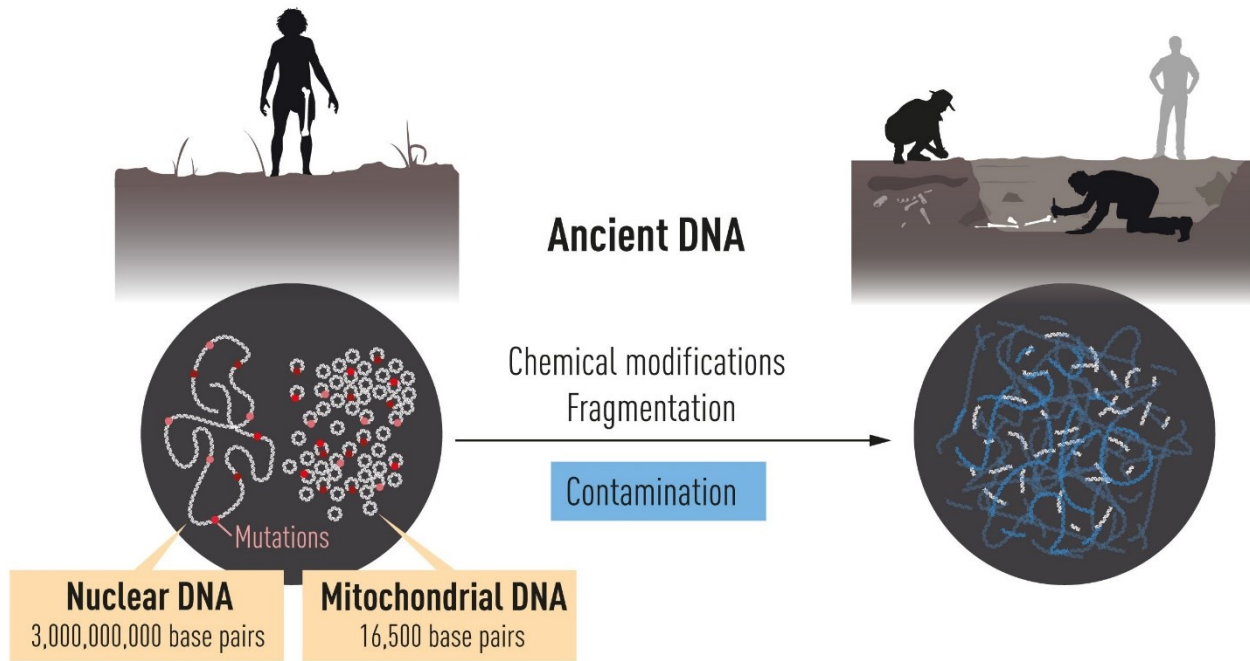 Ancient DNA
Chemical modifications
Fragmentation
Contamination
Mutations
Nuclear DNA
3,000,000,000 base pairs
Mitochondrial DNA
16,500 base pairs